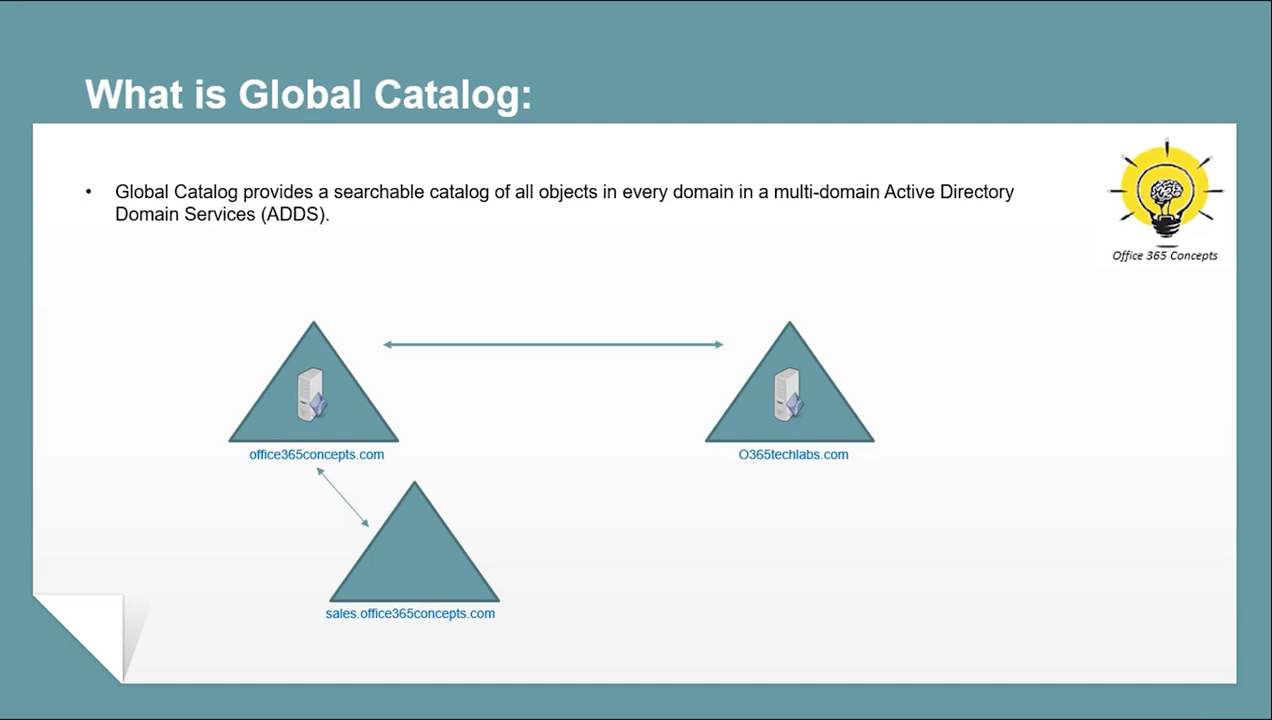 What is Global Catalog:
• Global Catalog provides a searchable catalog of all objects in every domain in a multi-domain Active Directory
Domain Services (ADDS).
Office 365 Concepts
office365concepts.com
O365techlabs.com
sales.office365concepts.com